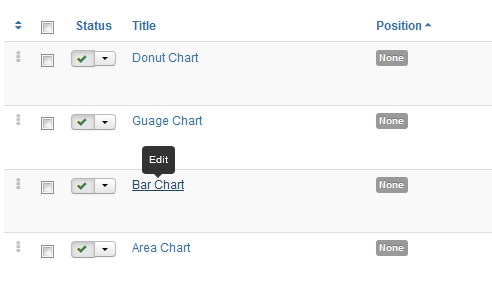 Status Title Position
Donut Chart None
Guage Chart None
Edit
Bar Chart None
Area Chart None